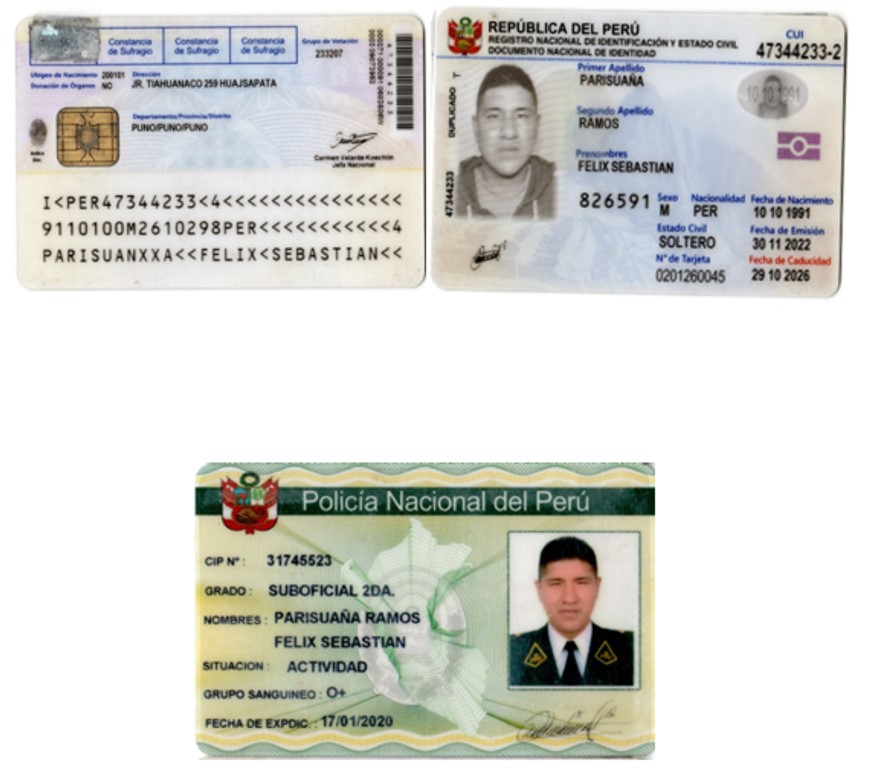 Constancia de Sufragio
Constancia de Sufragio
Constancia de Sufragio
Grupo de Votación
233207
Ubigeo de Nacimiento 200101
Donación de Órganos NO
Dirección
JR. TIAHUANACO 259 HUAJSAPATA
Departamento/Provincia/Distrito
PUNO/PUNO/PUNO
Carmen Velarde Koechlin
Jefa Nacional
I<PER47344233<4<<<<<<<<<<<<<<<
9110100M2610298PER<<<<<<<<<<<4
PARISUANXXA<<FELIX<SEBASTIAN<<
REPÚBLICA DEL PERÚ
REGISTRO NACIONAL DE IDENTIFICACIÓN Y ESTADO CIVIL
DOCUMENTO NACIONAL DE IDENTIDAD
CUI
47344233-2
Primer Apellido
PARISUAÑA
10 10 1991
Segundo Apellido
RAMOS
Prenombres
FELIX SEBASTIAN
DUPLICADO
47344233
826591
Sexo
M
Nacionalidad
PER
Fecha de Nacimiento
10 10 1991
Estado Civil
SOLTERO
Fecha de Emisión
30 11 2022
N° de Tarjeta
0201260045
Fecha de Caducidad
29 10 2026
Policía Nacional del Perú
CIP Nº : 31745523
GRADO : SUBOFICIAL 2DA.
NOMBRES : PARISUAÑA RAMOS
FELIX SEBASTIAN
SITUACION : ACTIVIDAD
GRUPO SANGUINEO : O+
FECHA DE EXPDIC. : 17/01/2020